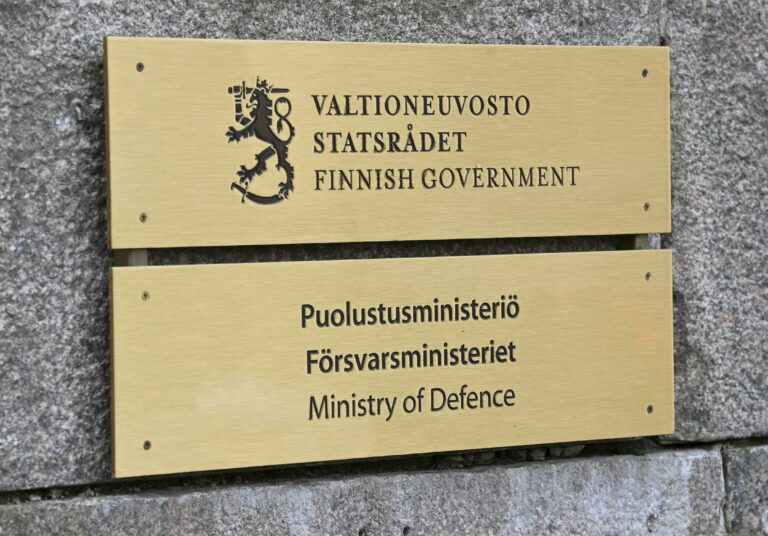 VALTIONEUVOSTO
STATSRÅDET
FINNISH GOVERNMENT
Puolustusministeriö
Försvarsministeriet
Ministry of Defence